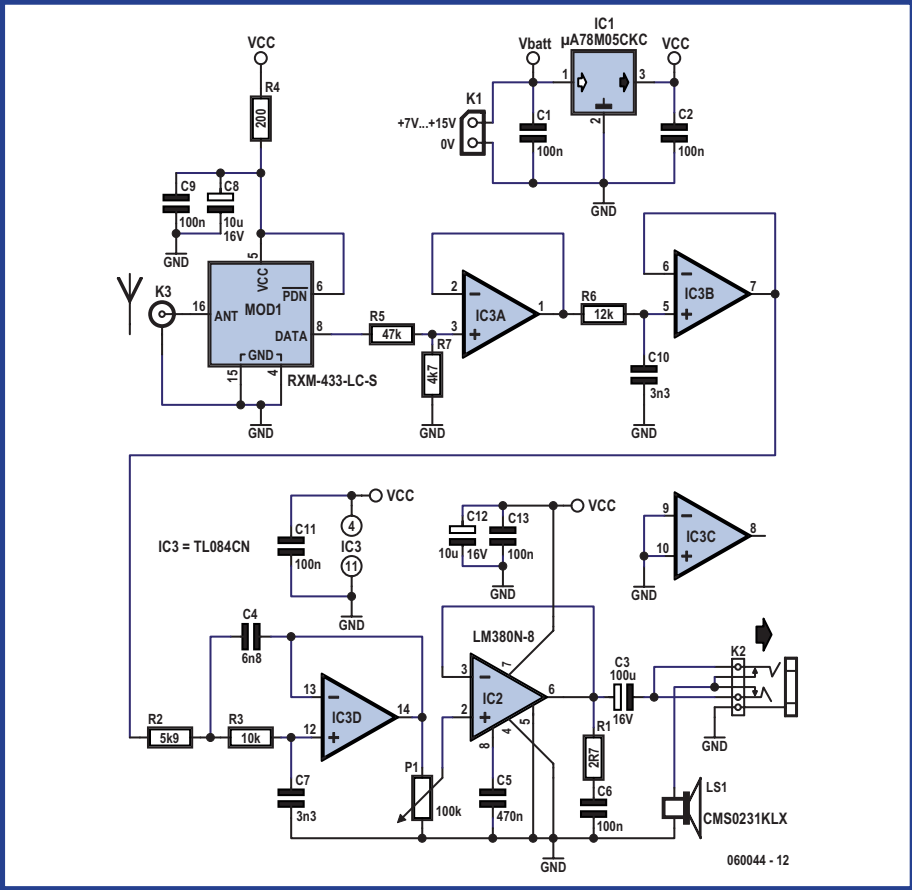 IC1
VCC
Vbatt
µA78M05CKC
VCC
R4
200
K1
1
3
2
+7V...+15V
0V
C1
100n
C2
100n
GND
C9
100n
C8
10u
16V
GND
5
VCC
PDN
6
K3
16
ANT
MOD1
DATA
8
GND
15
4
RXM-433-LC-S
GND
R5
47k
R7
4k7
GND
2
3
IC3A
1
R6
12k
C10
3n3
GND
6
5
IC3B
7
VCC
C11
100n
4
IC3
11
GND
IC3 = TL084CN
C12
10u
16V
C13
100n
VCC
GND
9
10
IC3C
8
GND
C4
6n8
R2
5k9
R3
10k
13
12
IC3D
14
C7
3n3
P1
100k
LM380N-8
3
2
7
IC2
6
8
4
5
C5
470n
C3
100u
16V
R1
2R7
C6
100n
GND
K2
GND
LS1
CMS0231KLX
060044 - 12